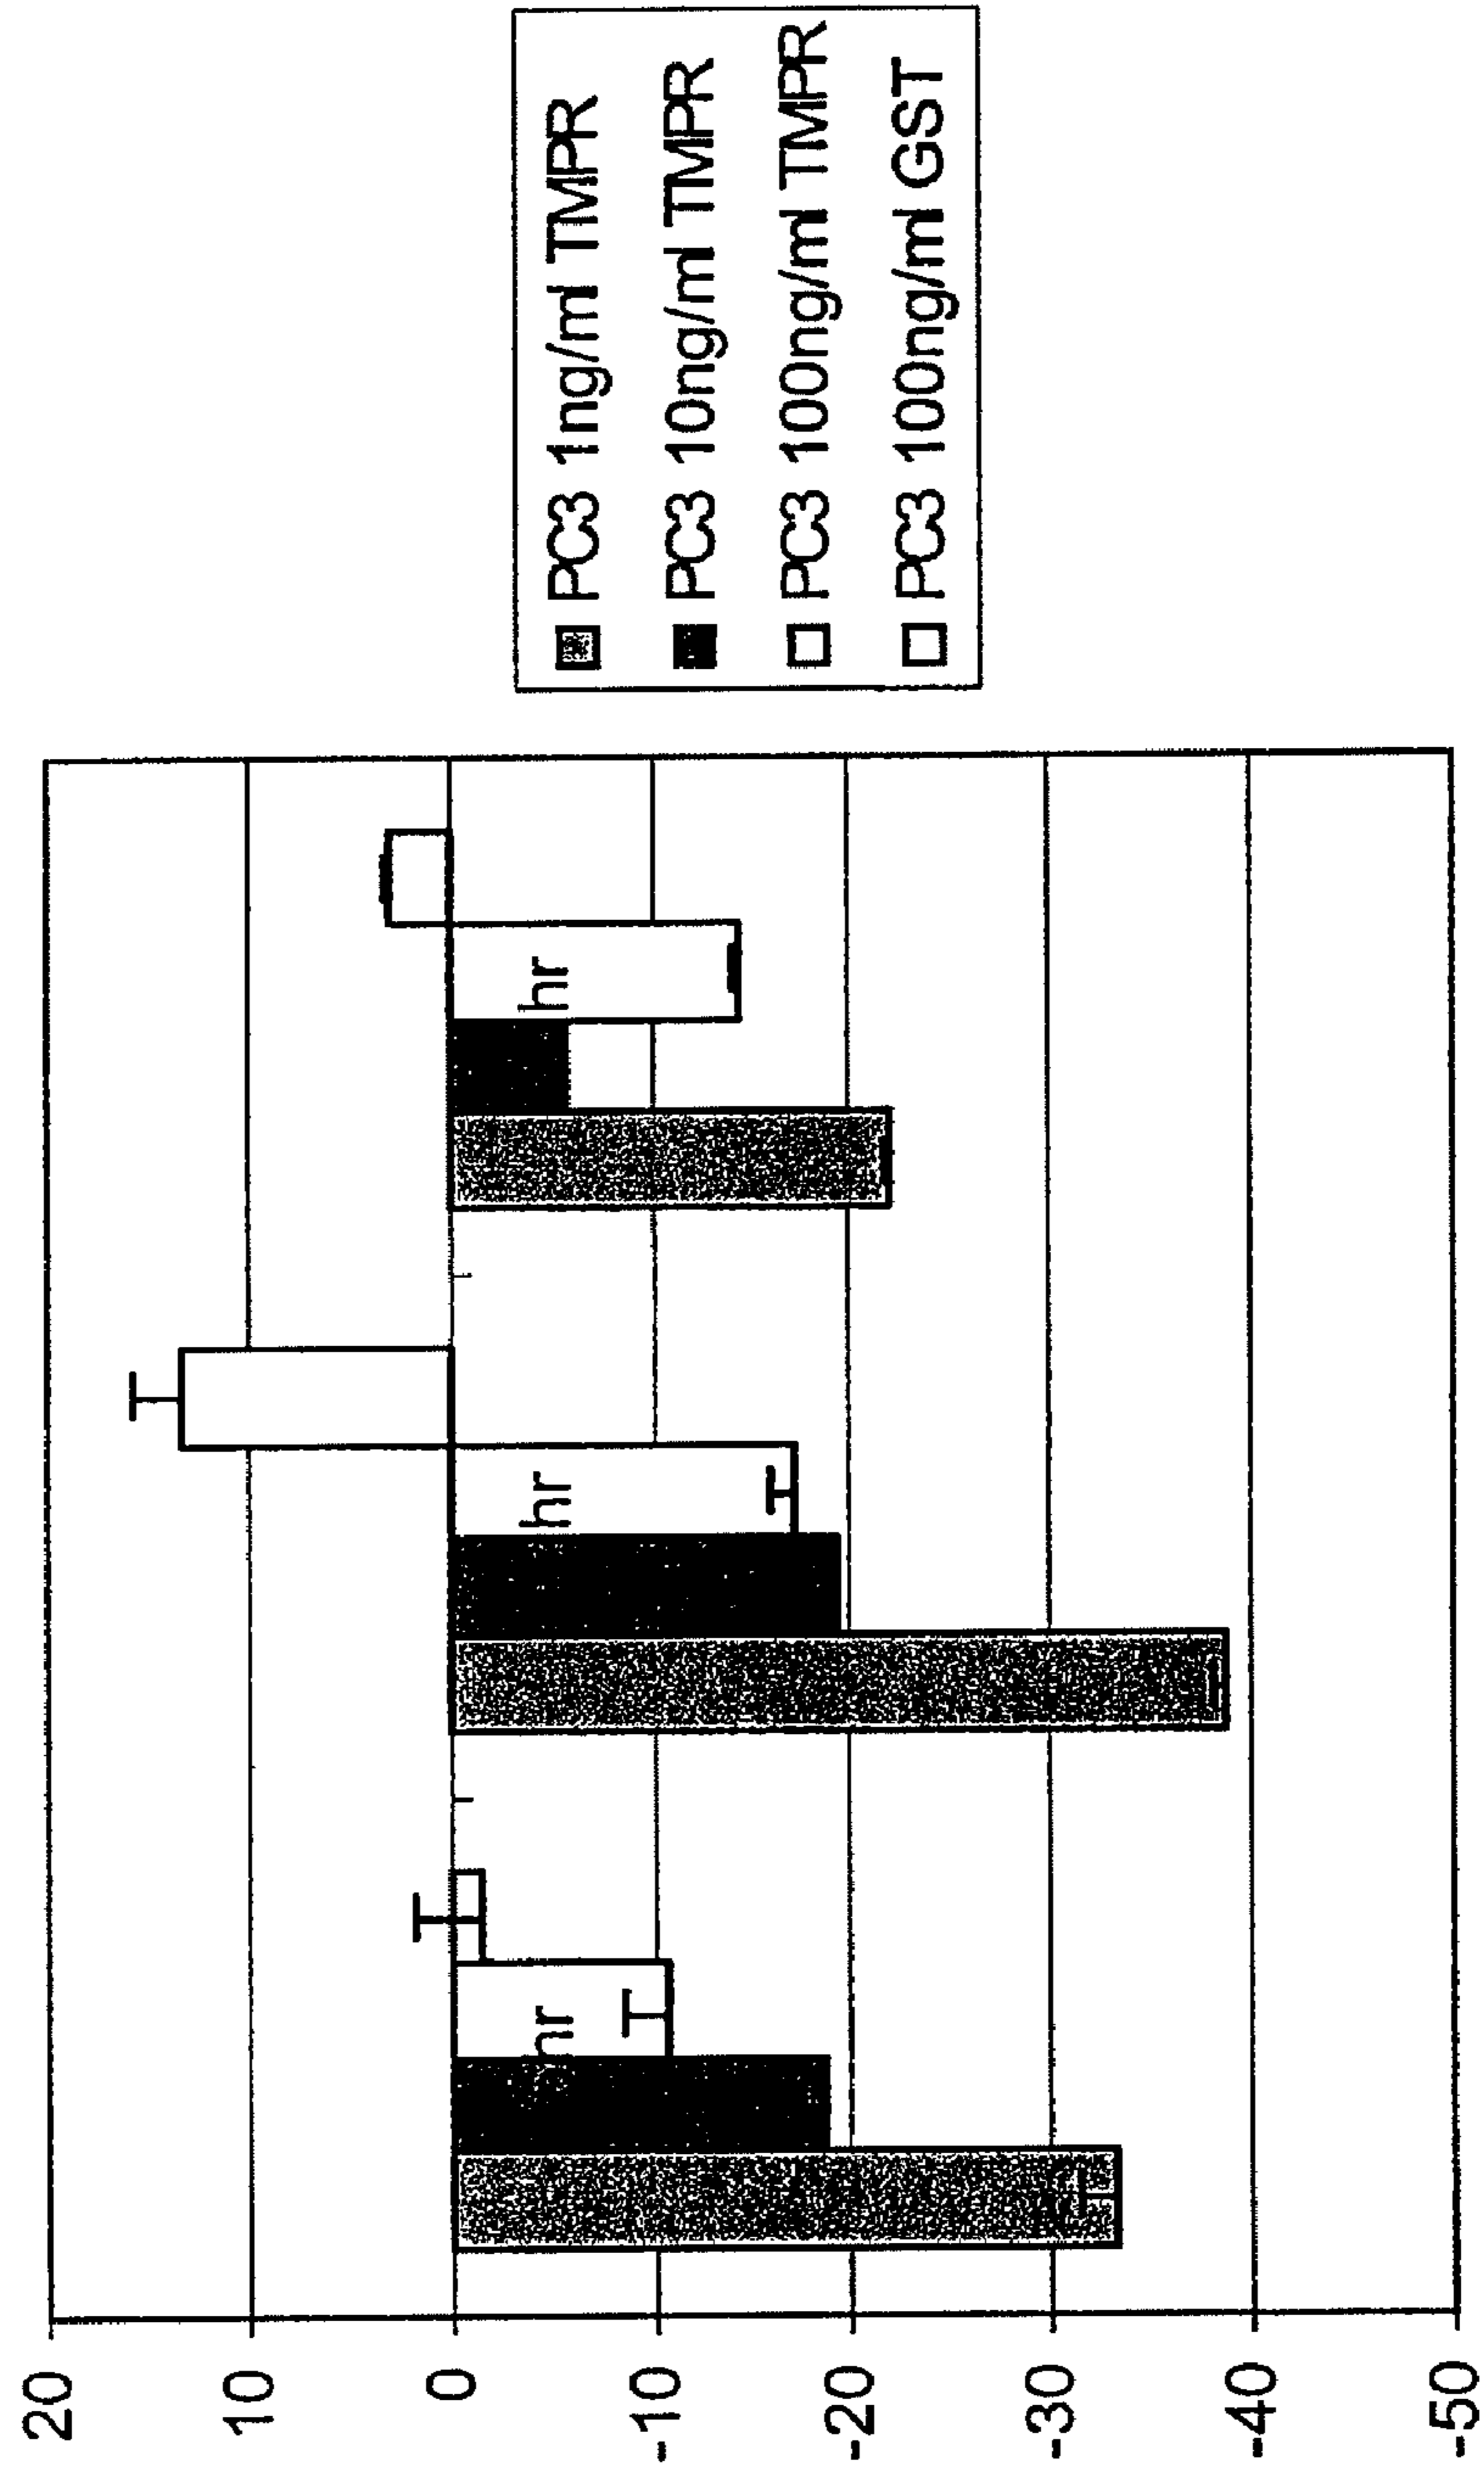 20
10
0
-10
-20
-30
-40
-50
hr
hr
hr
PC3 1ng/ml TMPR
PC3 10ng/ml TMPR
PC3 100ng/ml TMPR
PC3 100ng/ml GST